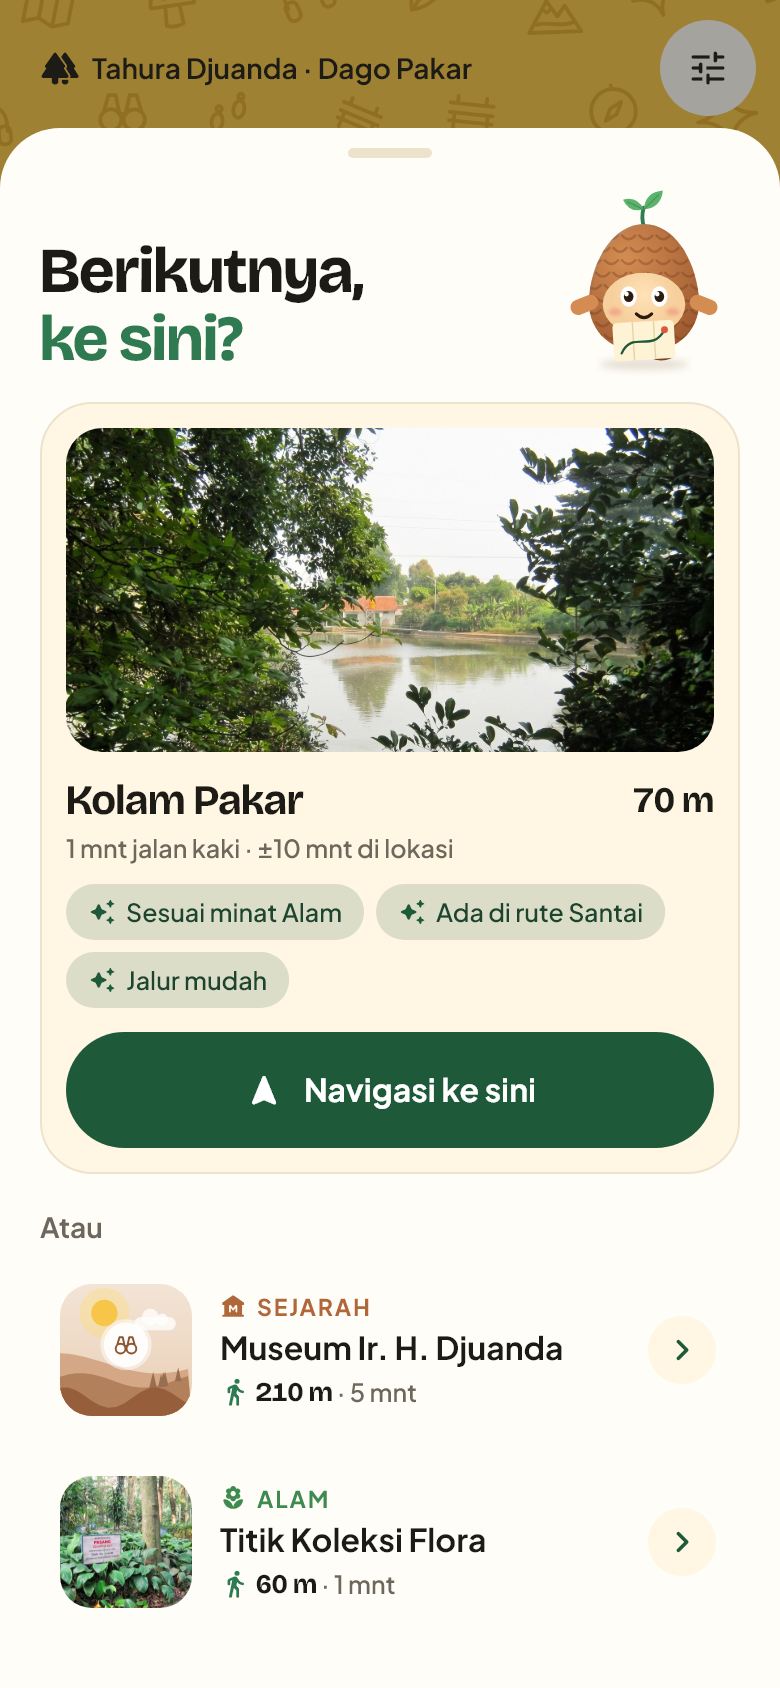 Tahura Djuanda · Dago Pakar
Berikutnya,
ke sini?
Kolam Pakar
70 m
1 mnt jalan kaki · ±10 mnt di lokasi
Sesuai minat Alam
Ada di rute Santai
Jalur mudah
Navigasi ke sini
Atau
M SEJARAH
Museum Ir. H. Djuanda
210 m · 5 mnt
ALAM
Titik Koleksi Flora
60 m · 1 mnt